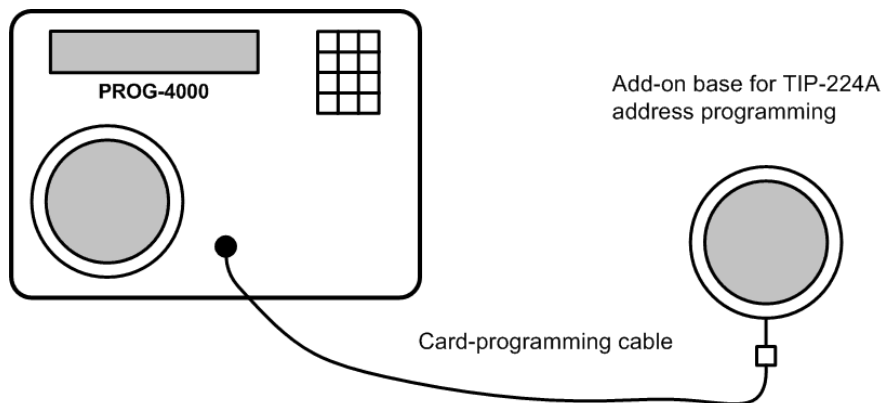 PROG-4000
Add-on base for TIP-224A
address programming
Card-programming cable